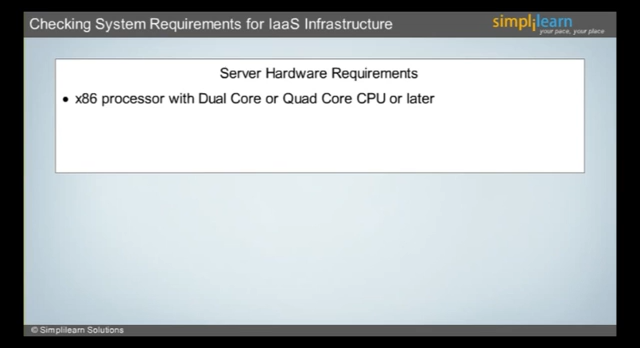 Checking System Requirements for IaaS Infrastructure
simplilearn
your pace, your place
Server Hardware Requirements
• x86 processor with Dual Core or Quad Core CPU or later
© Simplilearn Solutions